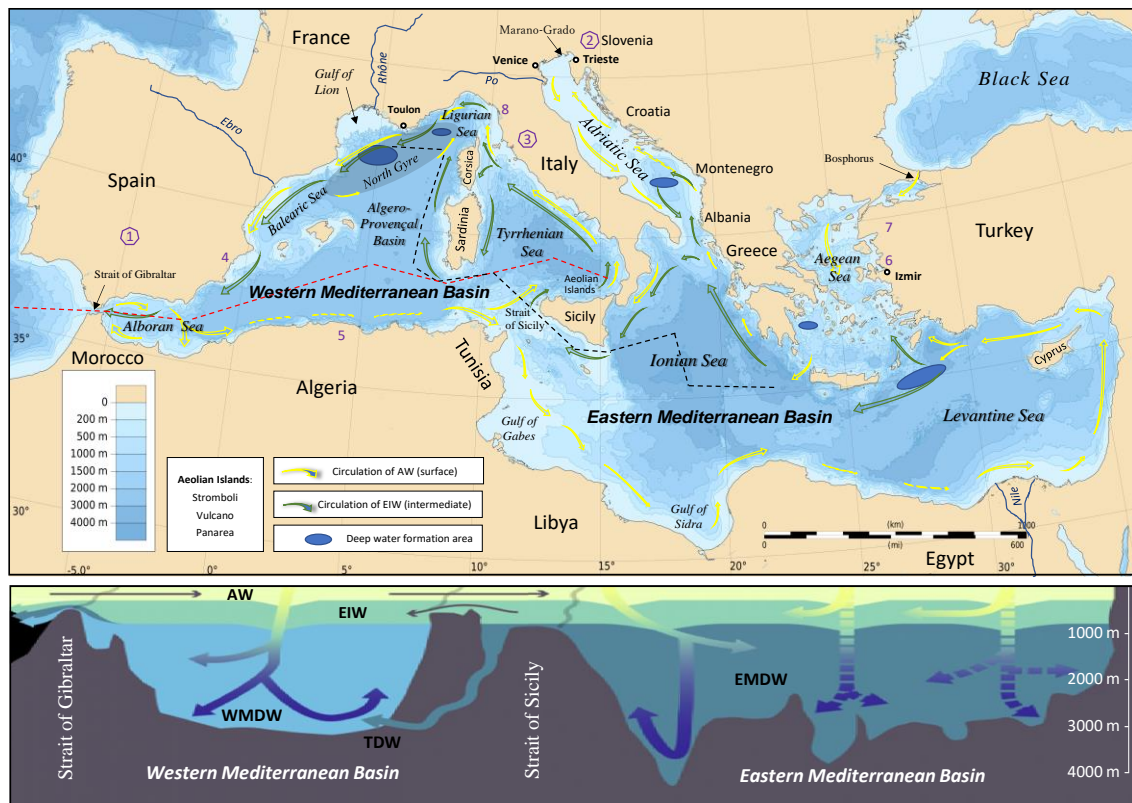 France
Marano-Grado
2 Slovenia
Venice
Trieste
Black Sea
Gulf of
Lion
Rhône
Po
Toulon
Ligurian
Sea
8
Croatia
Ebro
3
Adriatic Sea
40°
Spain
North Gyre
Corsica
Italy
Montenegro
Bosphorus
Balearic Sea
Algero-
Provençal
Basin
Sardinia
Tyrrhenian
Sea
Albania
Greece
7
Turkey
1
4
Aegean
Sea
6
Izmir
Strait of Gibraltar
Western Mediterranean Basin
Aeolian
Islands
Alboran Sea
Strait
of Sicily
Sicily
35°
5
Ionian Sea
Cyprus
Morocco
Tunisia
Algeria
Eastern Mediterranean Basin
Levantine Sea
0
200 m
500 m
1000 m
1500 m
2000 m
3000 m
4000 m
Gulf of
Gabes
Aeolian Islands:
Stromboli
Vulcano
Panarea
Circulation of AW (surface)
Circulation of EIW (intermediate)
Deep water formation area
30°
Libya
Gulf of
Sidra
Nile
0 (km) 1000
0 (mi) 600
Egypt
-5.0° 0° 5° 10° 15° 20° 25° 30°
AW
EIW
Strait of Gibraltar
WMDW
TDW
Western Mediterranean Basin
Strait of Sicily
EMDW
Eastern Mediterranean Basin
1000 m
2000 m
3000 m
4000 m